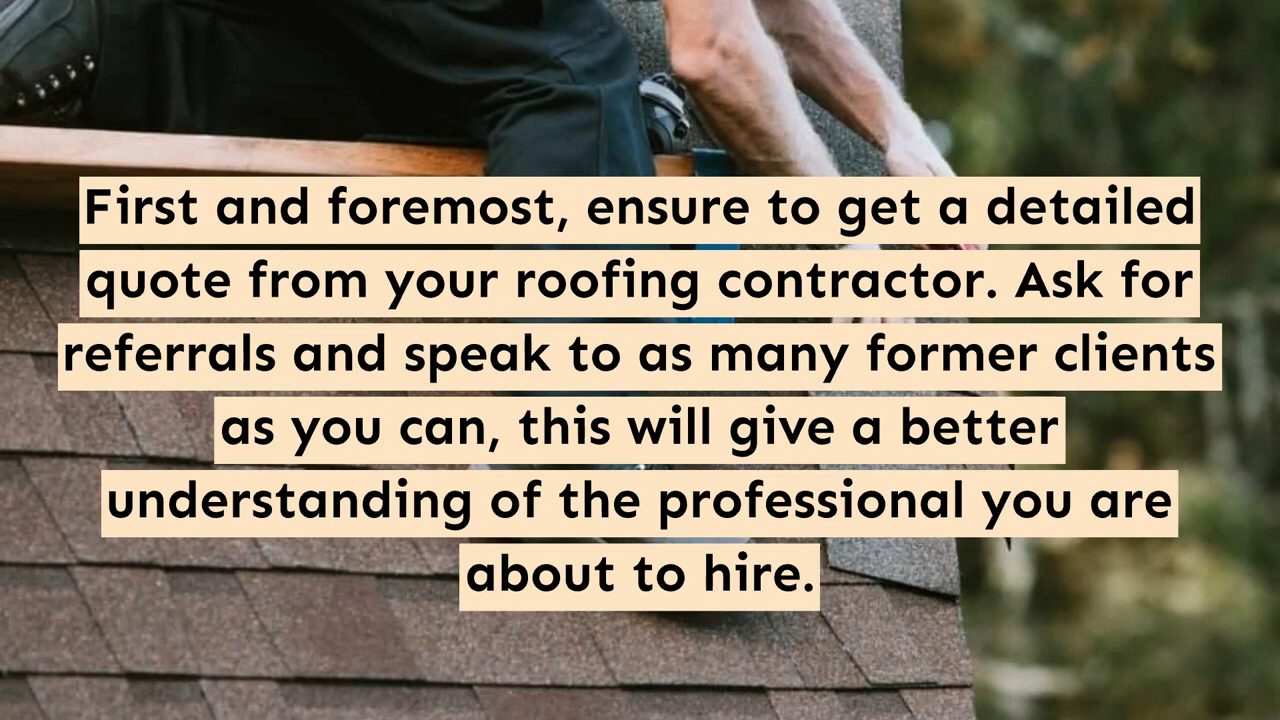 First and foremost, ensure to get a detailed
quote from your roofing contractor. Ask for
referrals and speak to as many former clients
as you can, this will give a better
understanding of the professional you are
about to hire.